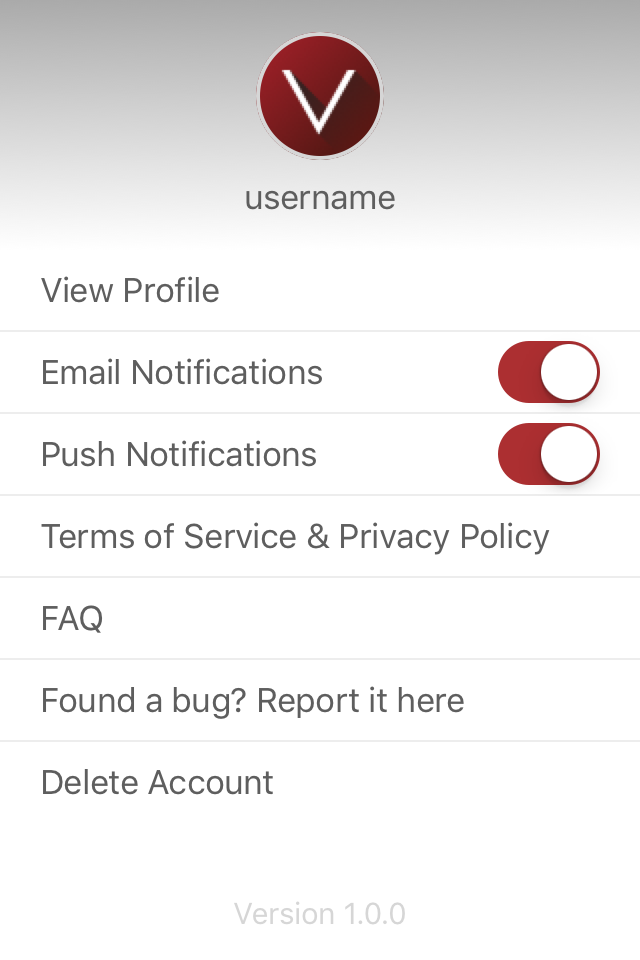 V
username
View Profile
Email Notifications
Push Notifications
Terms of Service & Privacy Policy
FAQ
Found a bug? Report it here
Delete Account
Version 1.0.0